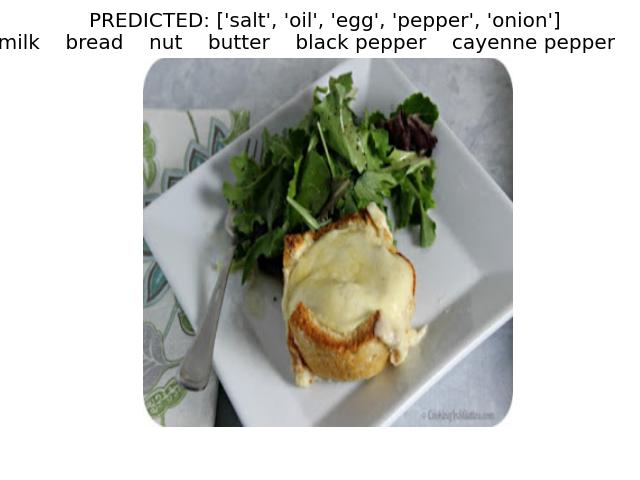 PREDICTED: ['salt', 'oil', 'egg', 'pepper', 'onion']
milk    bread    nut    butter    black pepper    cayenne pepper